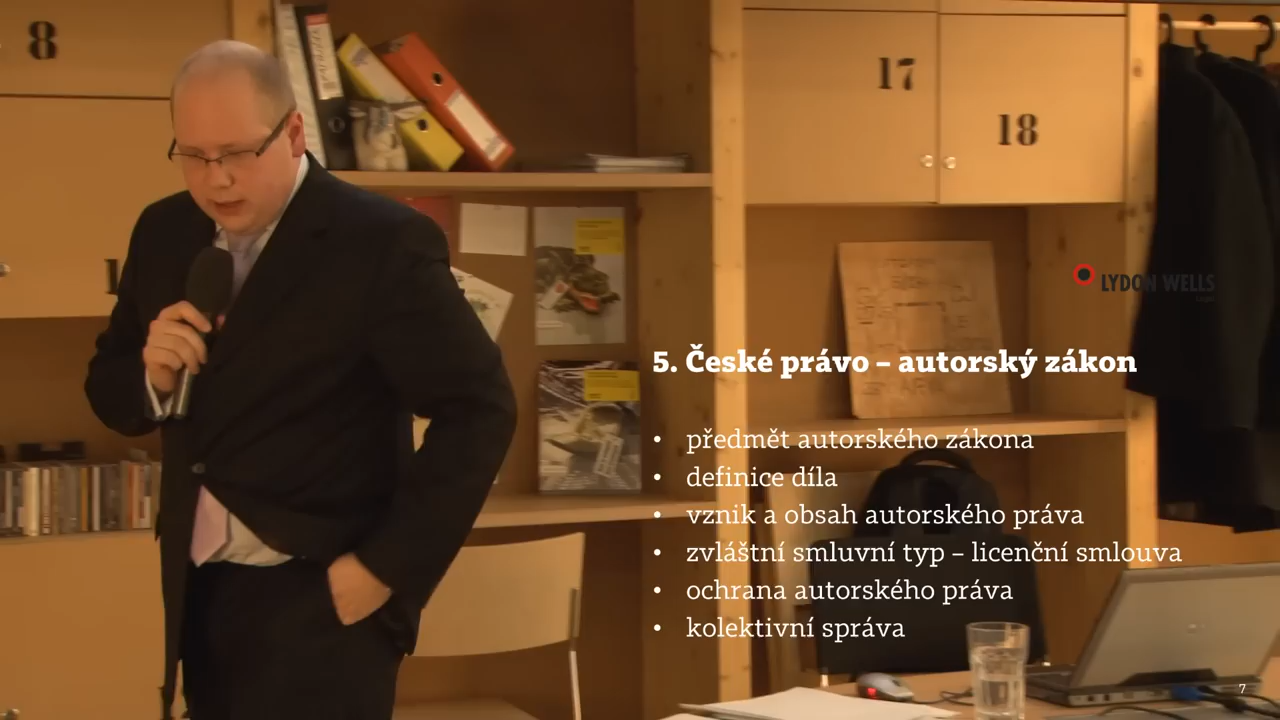 8
17
18
LYDON WELLS
5. České právo – autorský zákon
• předmět autorského zákona
• definice díla
• vznik a obsah autorského práva
• zvláštní smluvní typ – licenční smlouva
• ochrana autorského práva
• kolektivní správa
7